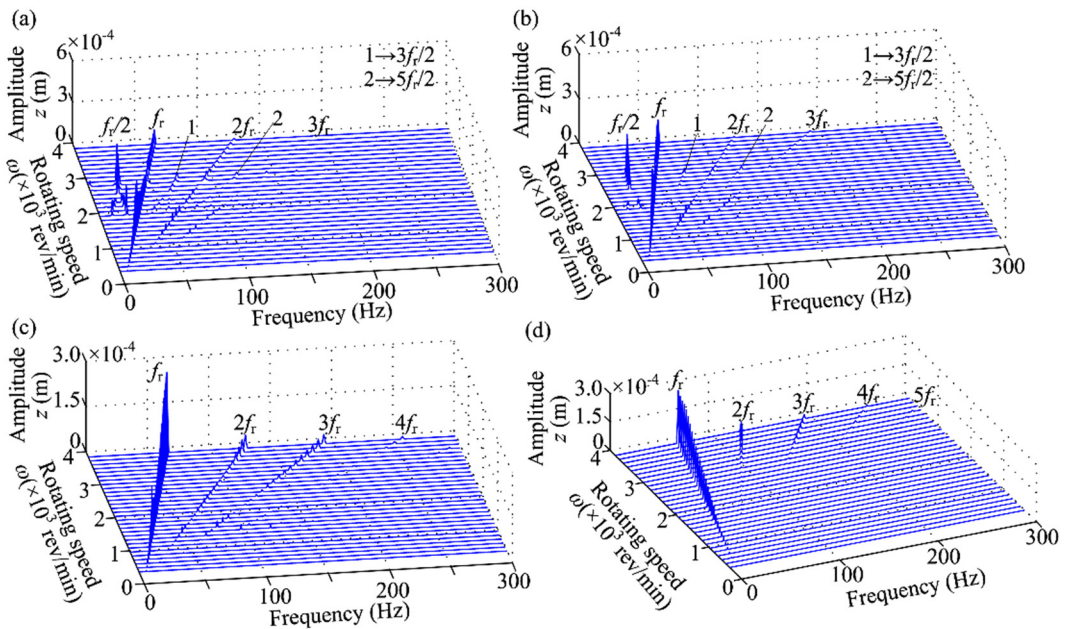 (a)
6 ×10⁻⁴
3
0
Amplitude
z (m)
1→3fᵣ/2
2→5fᵣ/2
fᵣ/2
fᵣ
1
2fᵣ
2
3fᵣ
4
3
2
1
0
Rotating speed
ω(×10³ rev/min)
0
100
200
300
Frequency (Hz)
(b)
6 ×10⁻⁴
3
0
Amplitude
z (m)
1→3fᵣ/2
2→5fᵣ/2
fᵣ/2
fᵣ
1
2fᵣ
2
3fᵣ
4
3
2
1
0
Rotating speed
ω(×10³ rev/min)
0
100
200
300
Frequency (Hz)
(c)
3.0 ×10⁻⁴
1.5
0
Amplitude
z (m)
fᵣ
2fᵣ
3fᵣ
4fᵣ
4
3
2
1
0
Rotating speed
ω(×10³ rev/min)
0
100
200
300
Frequency (Hz)
(d)
3.0 ×10⁻⁴
1.5
0
Amplitude
z (m)
fᵣ
2fᵣ
3fᵣ
4fᵣ
5fᵣ
4
3
2
1
0
Rotating speed
ω(×10³ rev/min)
0
100
200
300
Frequency (Hz)